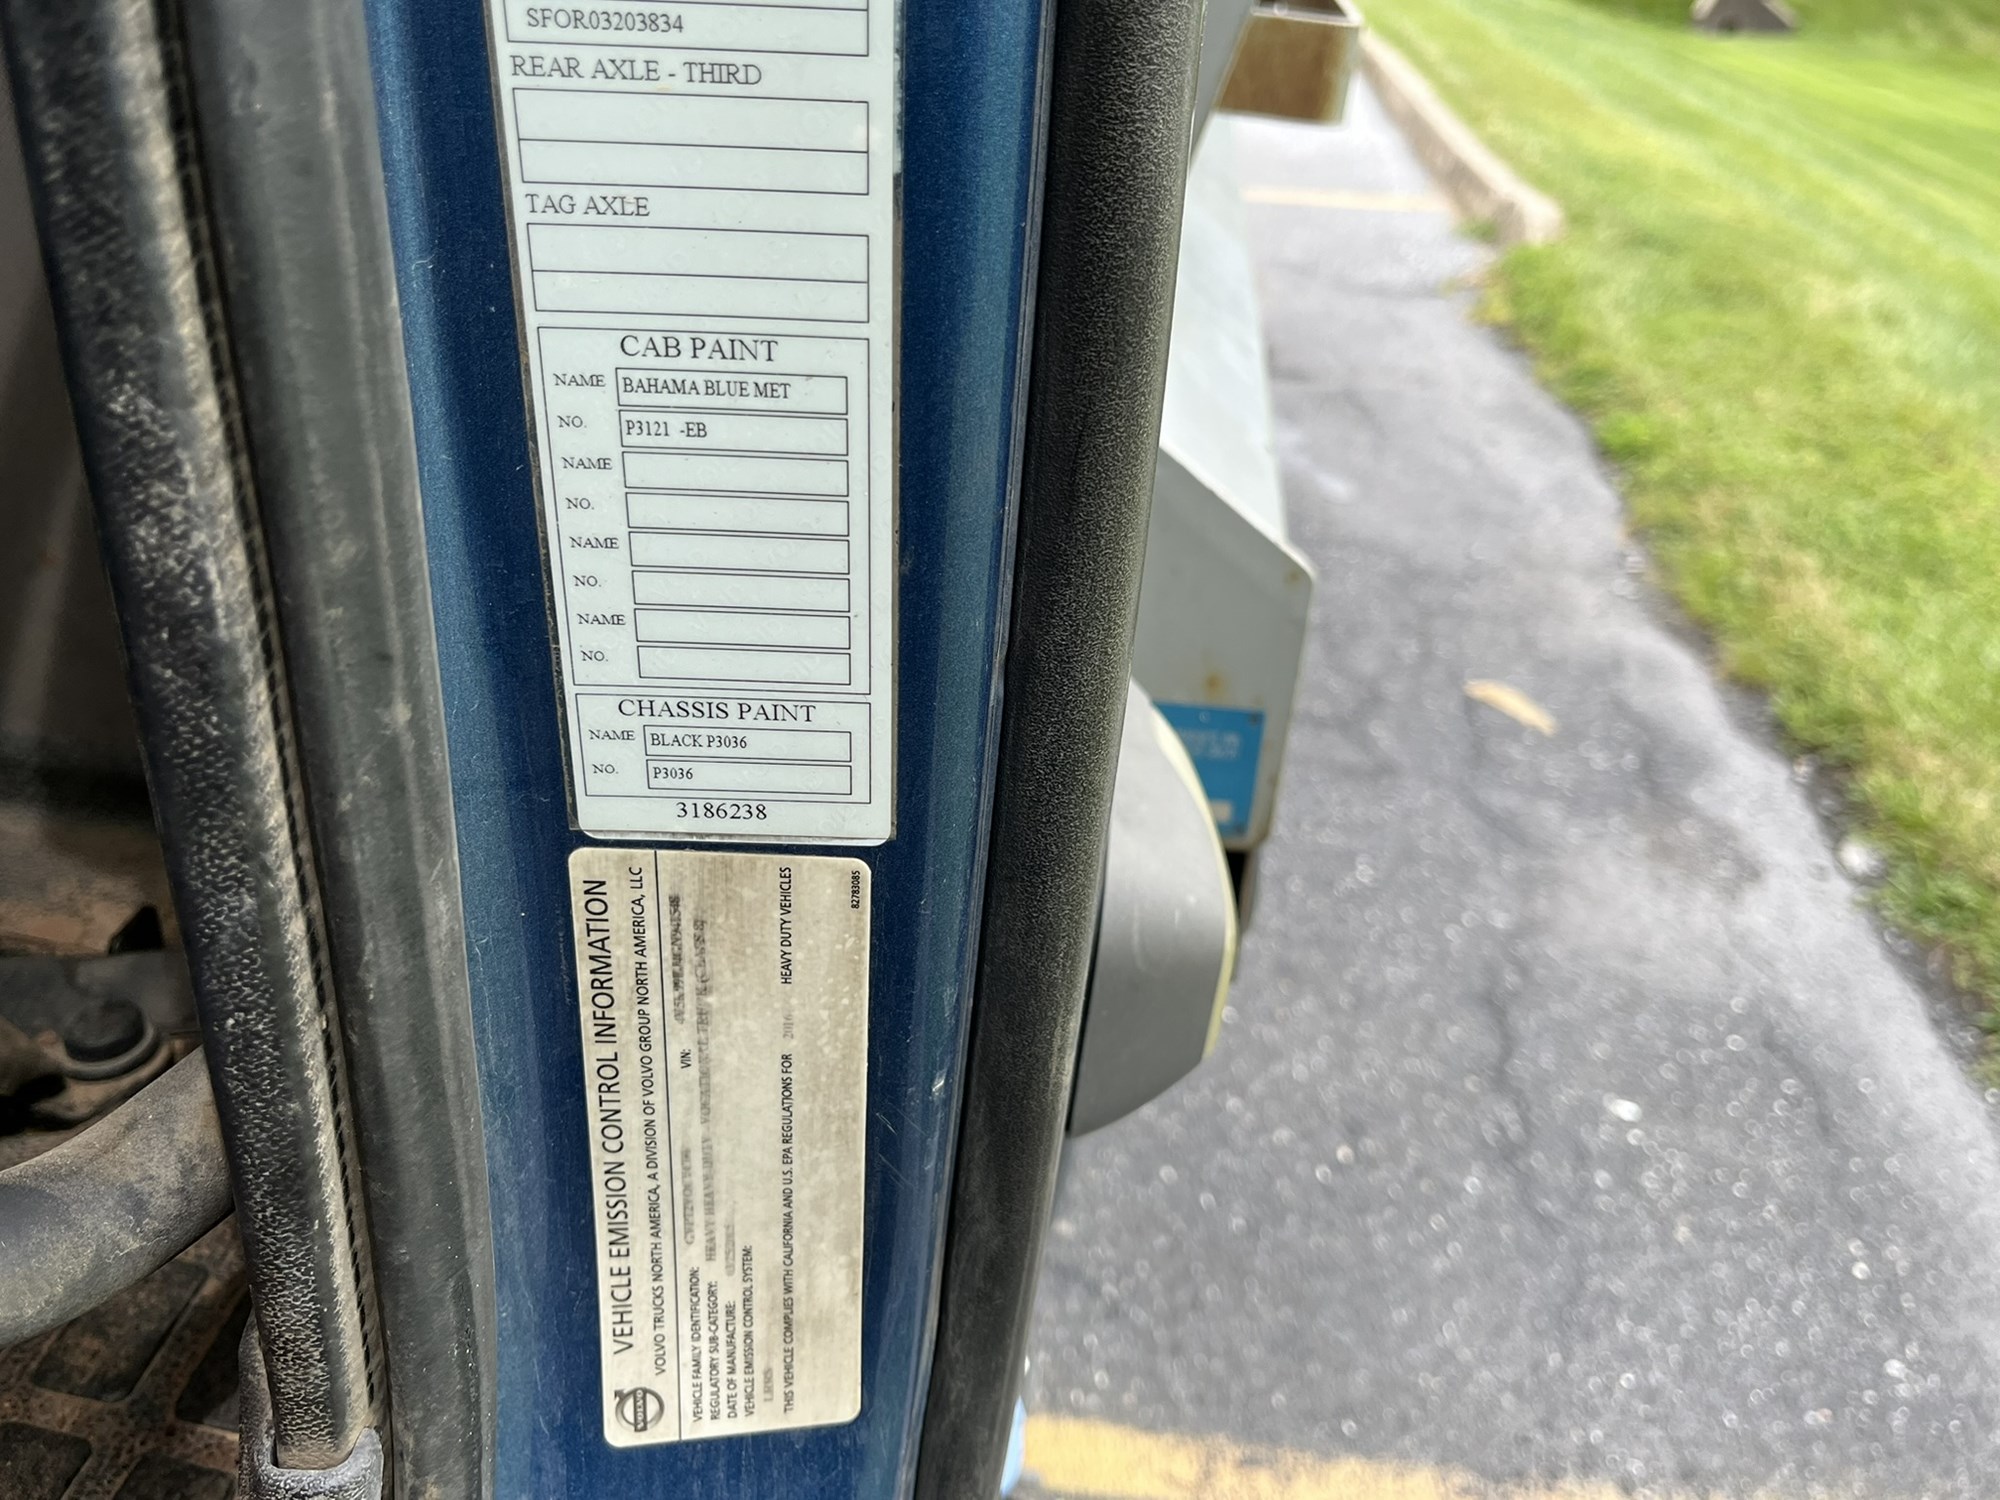 SFOR03203834
REAR AXLE - THIRD
TAG AXLE
CAB PAINT
NAME BAHAMA BLUE MET
NO. P3121 -EB
NAME
NO.
NAME
NO.
NAME
NO.
CHASSIS PAINT
NAME BLACK P3036
NO. P3036
3186238
VOLVO
VEHICLE EMISSION CONTROL INFORMATION
VOLVO TRUCKS NORTH AMERICA, A DIVISION OF VOLVO GROUP NORTH AMERICA, LLC
VEHICLE FAMILY IDENTIFICATION: VIN:
REGULATORY SUB-CATEGORY:
DATE OF MANUFACTURE:
VEHICLE EMISSION CONTROL SYSTEM:
THIS VEHICLE COMPLIES WITH CALIFORNIA AND U.S. EPA REGULATIONS FOR 2016 HEAVY DUTY VEHICLES
82783085